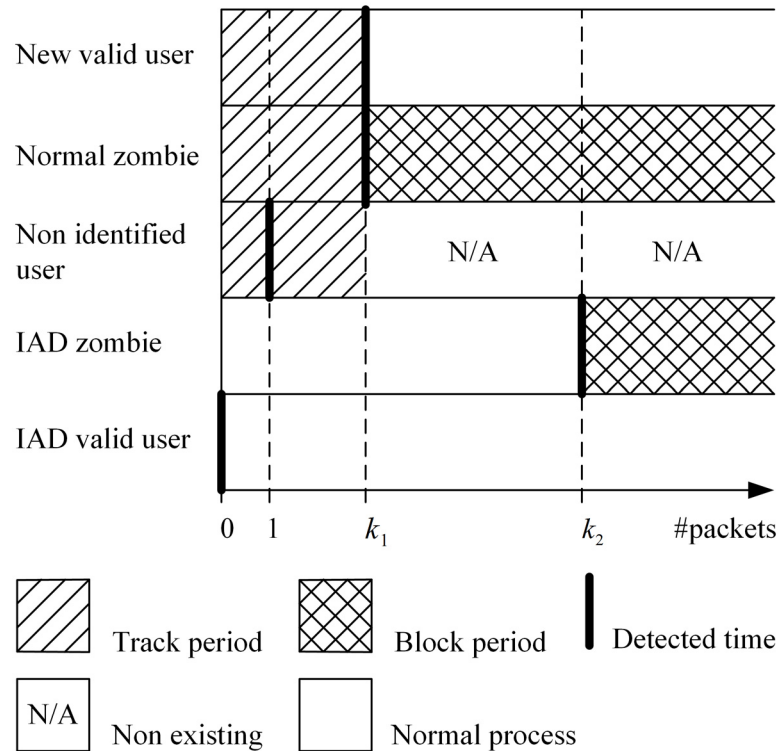 New valid user
Normal zombie
Non identified
user
N/A N/A
IAD zombie
IAD valid user
0 1 k1 k2 #packets
Track period Block period Detected time
N/A
Non existing Normal process